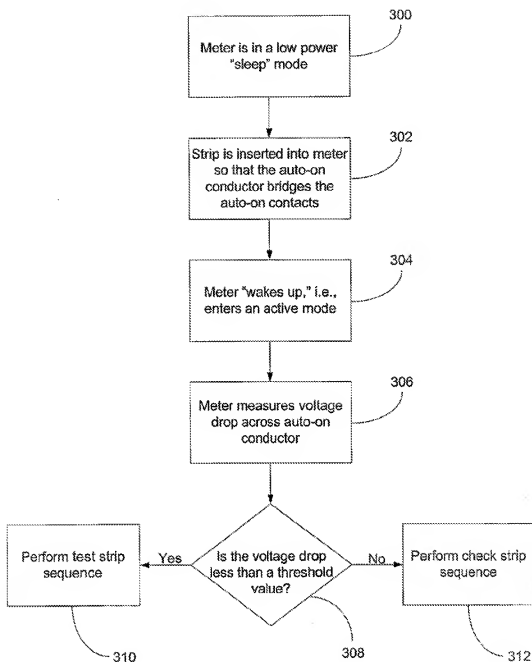 300
Meter is in a low power
"sleep" mode
302
Strip is inserted into meter
so that the auto-on
conductor bridges the
auto-on contacts
304
Meter "wakes up," i.e.,
enters an active mode
306
Meter measures voltage
drop across auto-on
conductor
Perform test strip
sequence
Yes
Is the voltage drop
less than a threshold
value?
No
Perform check strip
sequence
310
308
312